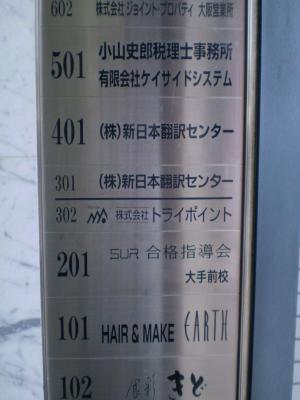 602 株式会社 ジョイント・プロパティ 大阪営業所
501 小山史郎税理士事務所
有限会社ケイサイドシステム
401 (株)新日本翻訳センター
301 (株)新日本翻訳センター
302 株式会社 トライポイント
201 SUR 合格指導会
大手前校
101 HAIR & MAKE EARTH
102 きど